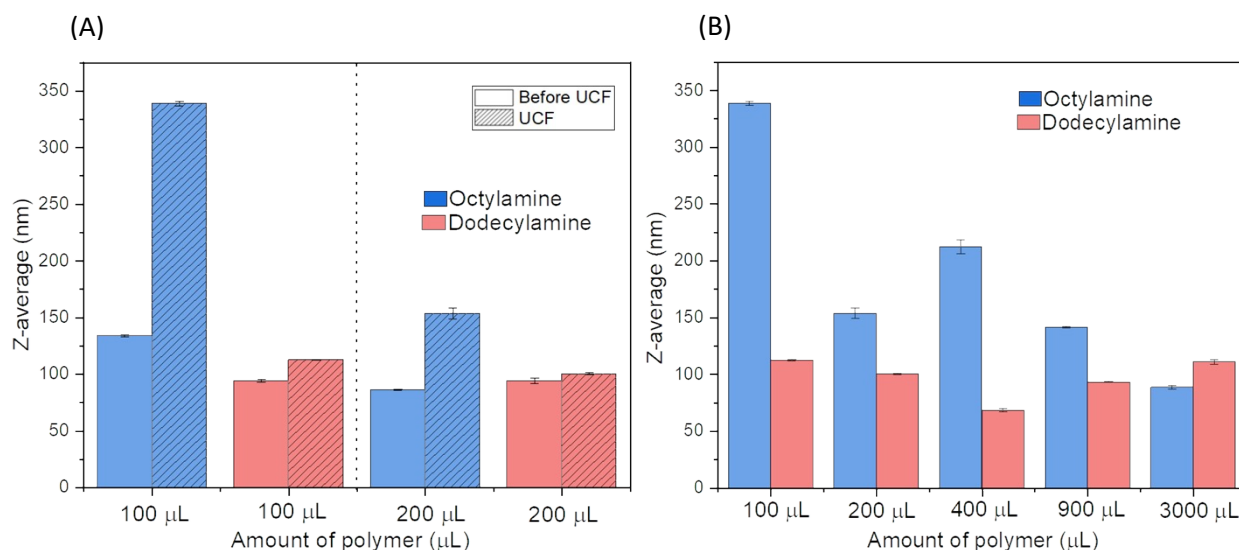 (A)
350
300
250
200
150
100
50
0
Z-average (nm)
Before UCF
UCF
Octylamine
Dodecylamine
100 μL
100 μL
200 μL
200 μL
Amount of polymer (μL)
(B)
350
300
250
200
150
100
50
0
Z-average (nm)
Octylamine
Dodecylamine
100 μL
200 μL
400 μL
900 μL
3000 μL
Amount of polymer (μL)